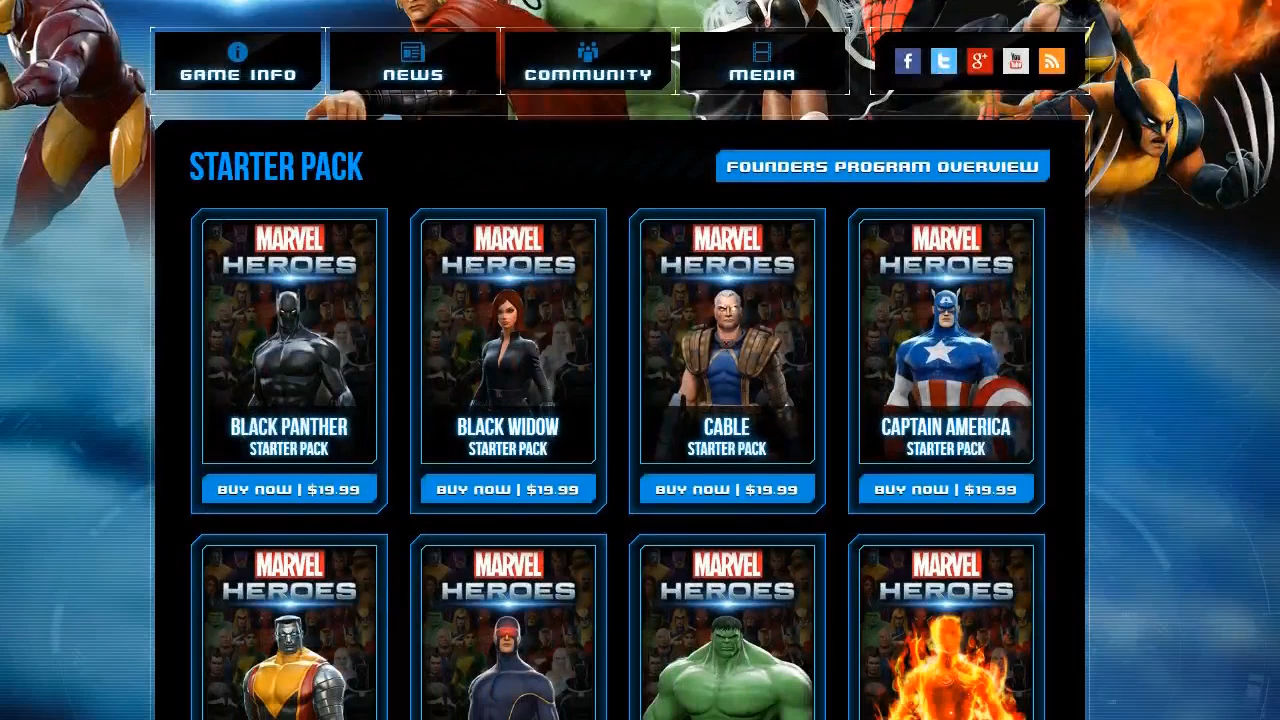 GAME INFO
NEWS
COMMUNITY
MEDIA
f
t
g+
You
Tube
STARTER PACK
FOUNDERS PROGRAM OVERVIEW
MARVEL
HEROES
BLACK PANTHER
STARTER PACK
BUY NOW | $19.99
MARVEL
HEROES
BLACK WIDOW
STARTER PACK
BUY NOW | $19.99
MARVEL
HEROES
CABLE
STARTER PACK
BUY NOW | $19.99
MARVEL
HEROES
CAPTAIN AMERICA
STARTER PACK
BUY NOW | $19.99
MARVEL
HEROES
MARVEL
HEROES
MARVEL
HEROES
MARVEL
HEROES